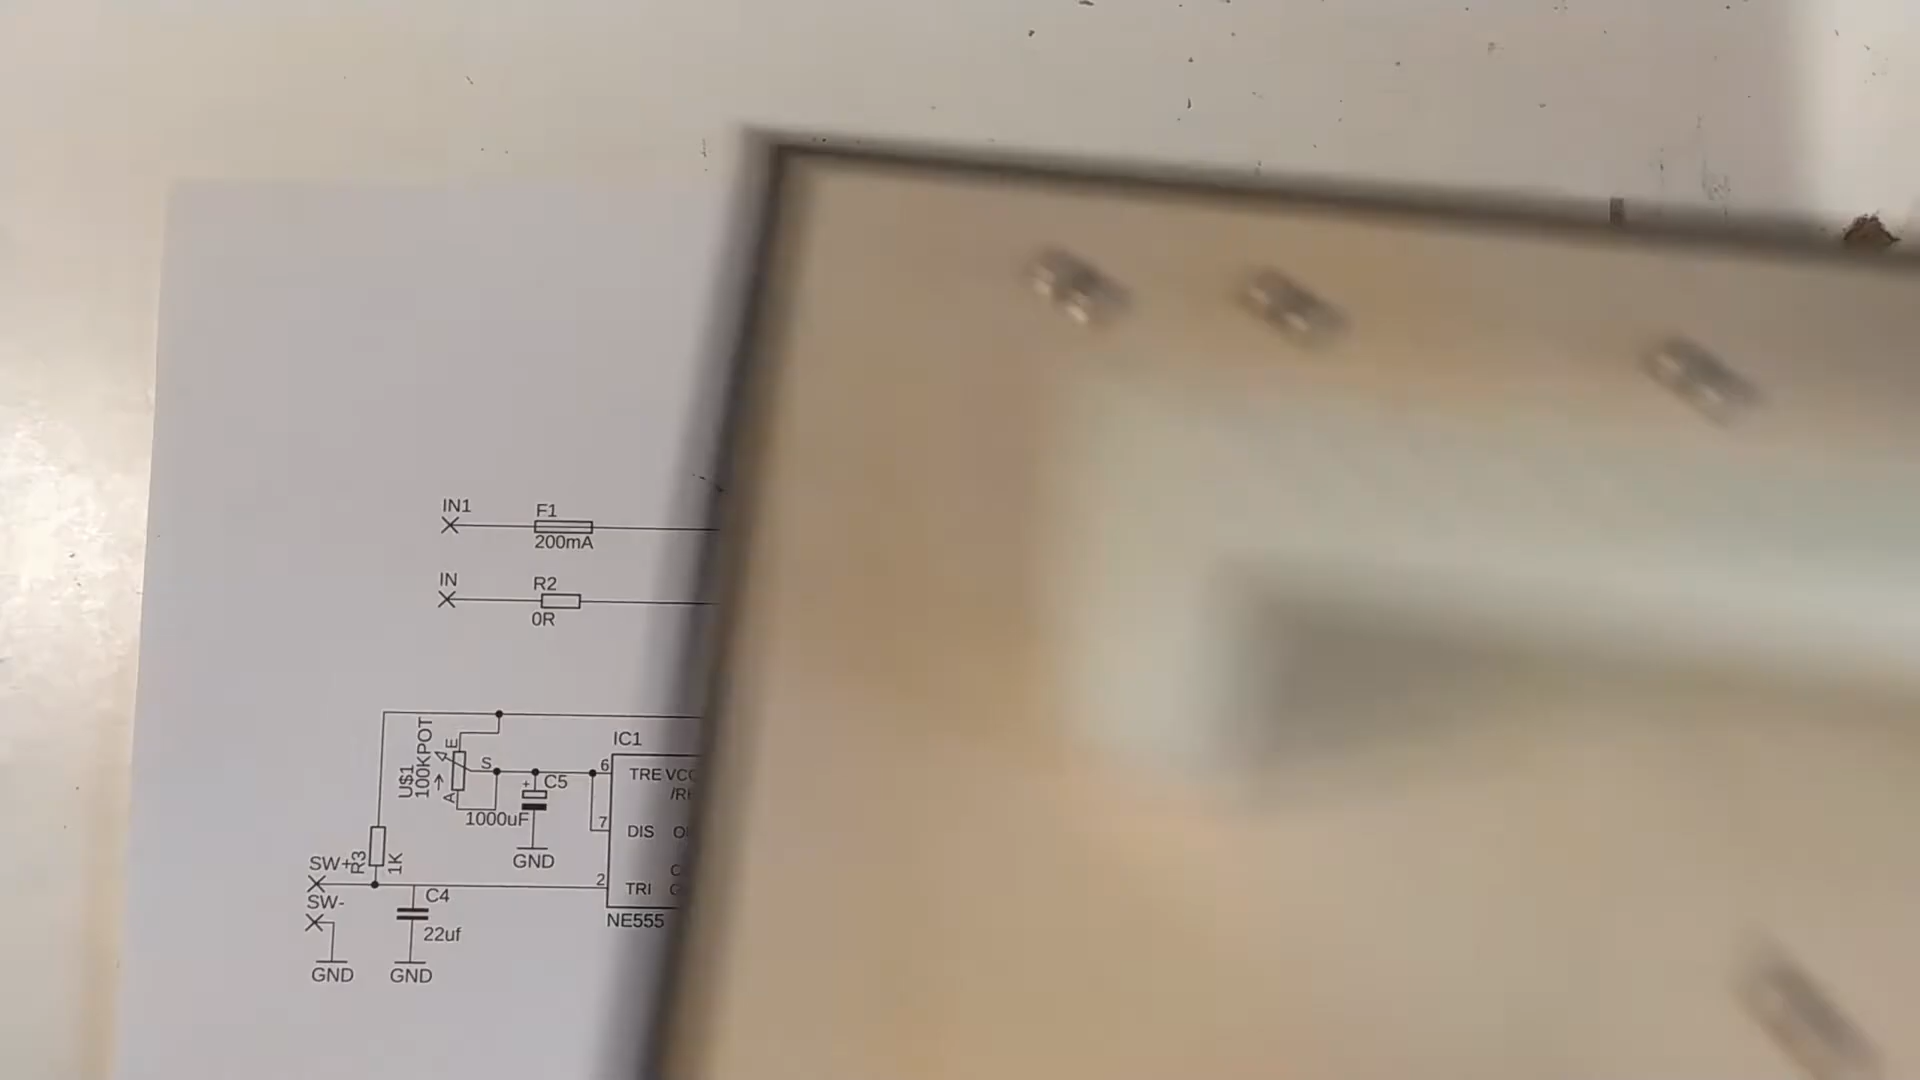 IN1
F1
200mA
IN
R2
0R
IC1
U$1
100KPOT
E
S
A
+
C5
1000uF
GND
6
TRE
7
DIS
2
TRI
NE555
R3
1K
SW+
SW-
C4
22uf
GND
GND